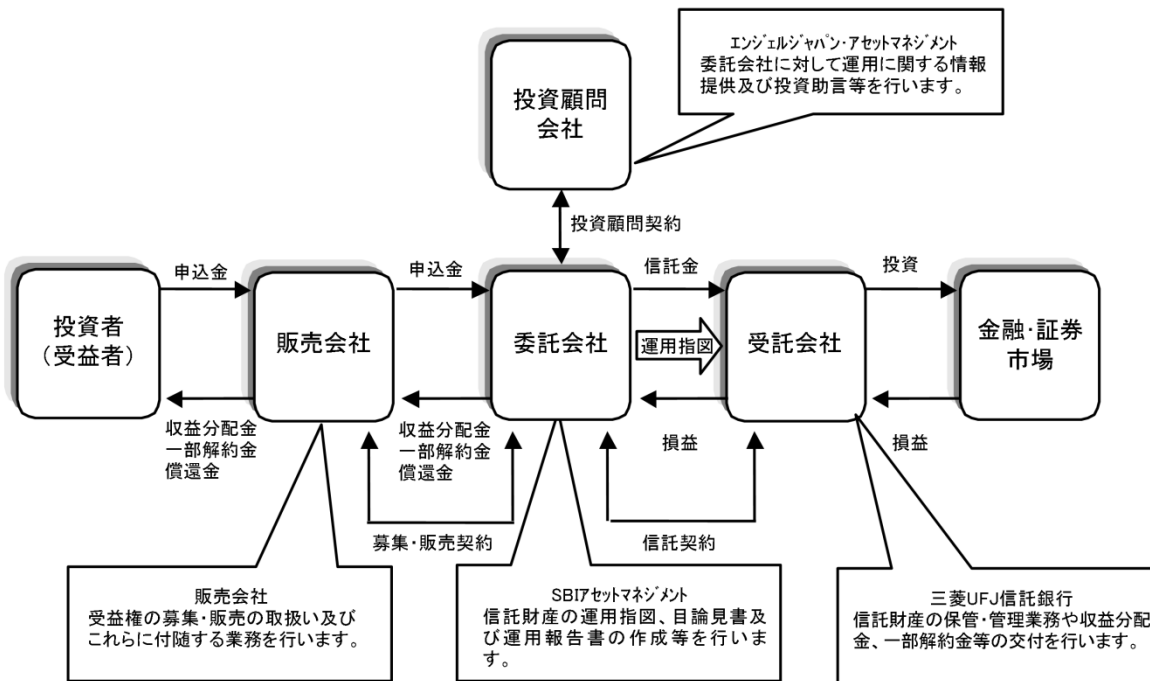 エンジェルジャパン・アセットマネジメント
委託会社に対して運用に関する情報
提供及び投資助言等を行います。
投資顧問
会社
投資顧問契約
申込金
申込金
信託金
投資
投資者
（受益者）
販売会社
委託会社
運用指図
受託会社
金融・証券
市場
収益分配金
一部解約金
償還金
収益分配金
一部解約金
償還金
損益
損益
募集・販売契約
信託契約
販売会社
受益権の募集・販売の取扱い及び
これらに付随する業務を行います。
SBIアセットマネジメント
信託財産の運用指図、目論見書及
び運用報告書の作成等を行いま
す。
三菱UFJ信託銀行
信託財産の保管・管理業務や収益分配
金、一部解約金等の交付を行います。